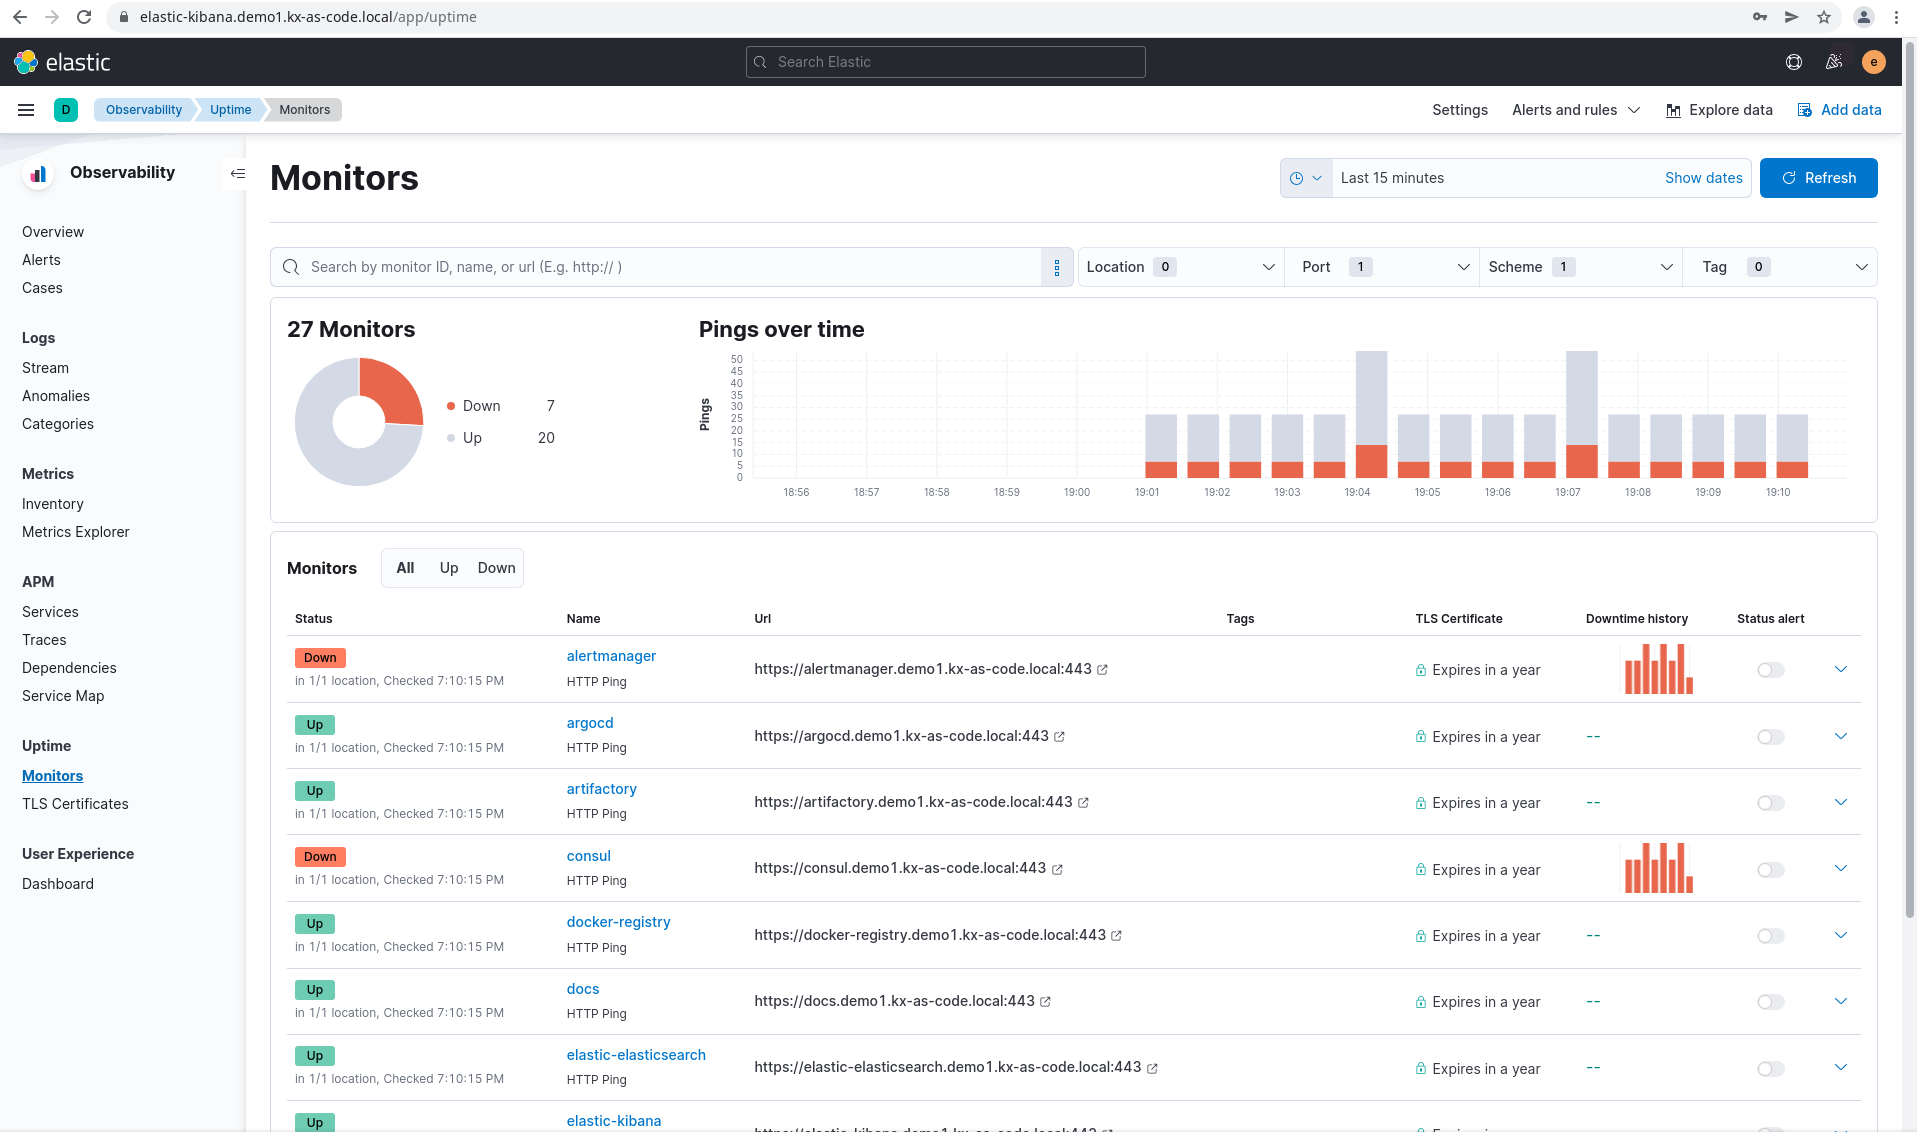 elastic-kibana.demo1.kx-as-code.local/app/uptime
elastic
Search Elastic
e
D
Observability
Uptime
Monitors
Settings
Alerts and rules
Explore data
Add data
Observability
Overview
Alerts
Cases
Logs
Stream
Anomalies
Categories
Metrics
Inventory
Metrics Explorer
APM
Services
Traces
Dependencies
Service Map
Uptime
Monitors
TLS Certificates
User Experience
Dashboard
Monitors
Last 15 minutes
Show dates
Refresh
Search by monitor ID, name, or url (E.g. http:// )
Location 0
Port 1
Scheme 1
Tag 0
27 Monitors
Down 7
Up 20
Pings over time
Pings
50
45
40
35
30
25
20
15
10
5
0
18:56 18:57 18:58 18:59 19:00 19:01 19:02 19:03 19:04 19:05 19:06 19:07 19:08 19:09 19:10
Monitors
All Up Down
Status Name Url Tags TLS Certificate Downtime history Status alert
Down alertmanager
in 1/1 location, Checked 7:10:15 PM HTTP Ping https://alertmanager.demo1.kx-as-code.local:443 Expires in a year
Up argocd
in 1/1 location, Checked 7:10:15 PM HTTP Ping https://argocd.demo1.kx-as-code.local:443 Expires in a year --
Up artifactory
in 1/1 location, Checked 7:10:15 PM HTTP Ping https://artifactory.demo1.kx-as-code.local:443 Expires in a year --
Down consul
in 1/1 location, Checked 7:10:15 PM HTTP Ping https://consul.demo1.kx-as-code.local:443 Expires in a year
Up docker-registry
in 1/1 location, Checked 7:10:15 PM HTTP Ping https://docker-registry.demo1.kx-as-code.local:443 Expires in a year --
Up docs
in 1/1 location, Checked 7:10:15 PM HTTP Ping https://docs.demo1.kx-as-code.local:443 Expires in a year --
Up elastic-elasticsearch
in 1/1 location, Checked 7:10:15 PM HTTP Ping https://elastic-elasticsearch.demo1.kx-as-code.local:443 Expires in a year --
Up elastic-kibana